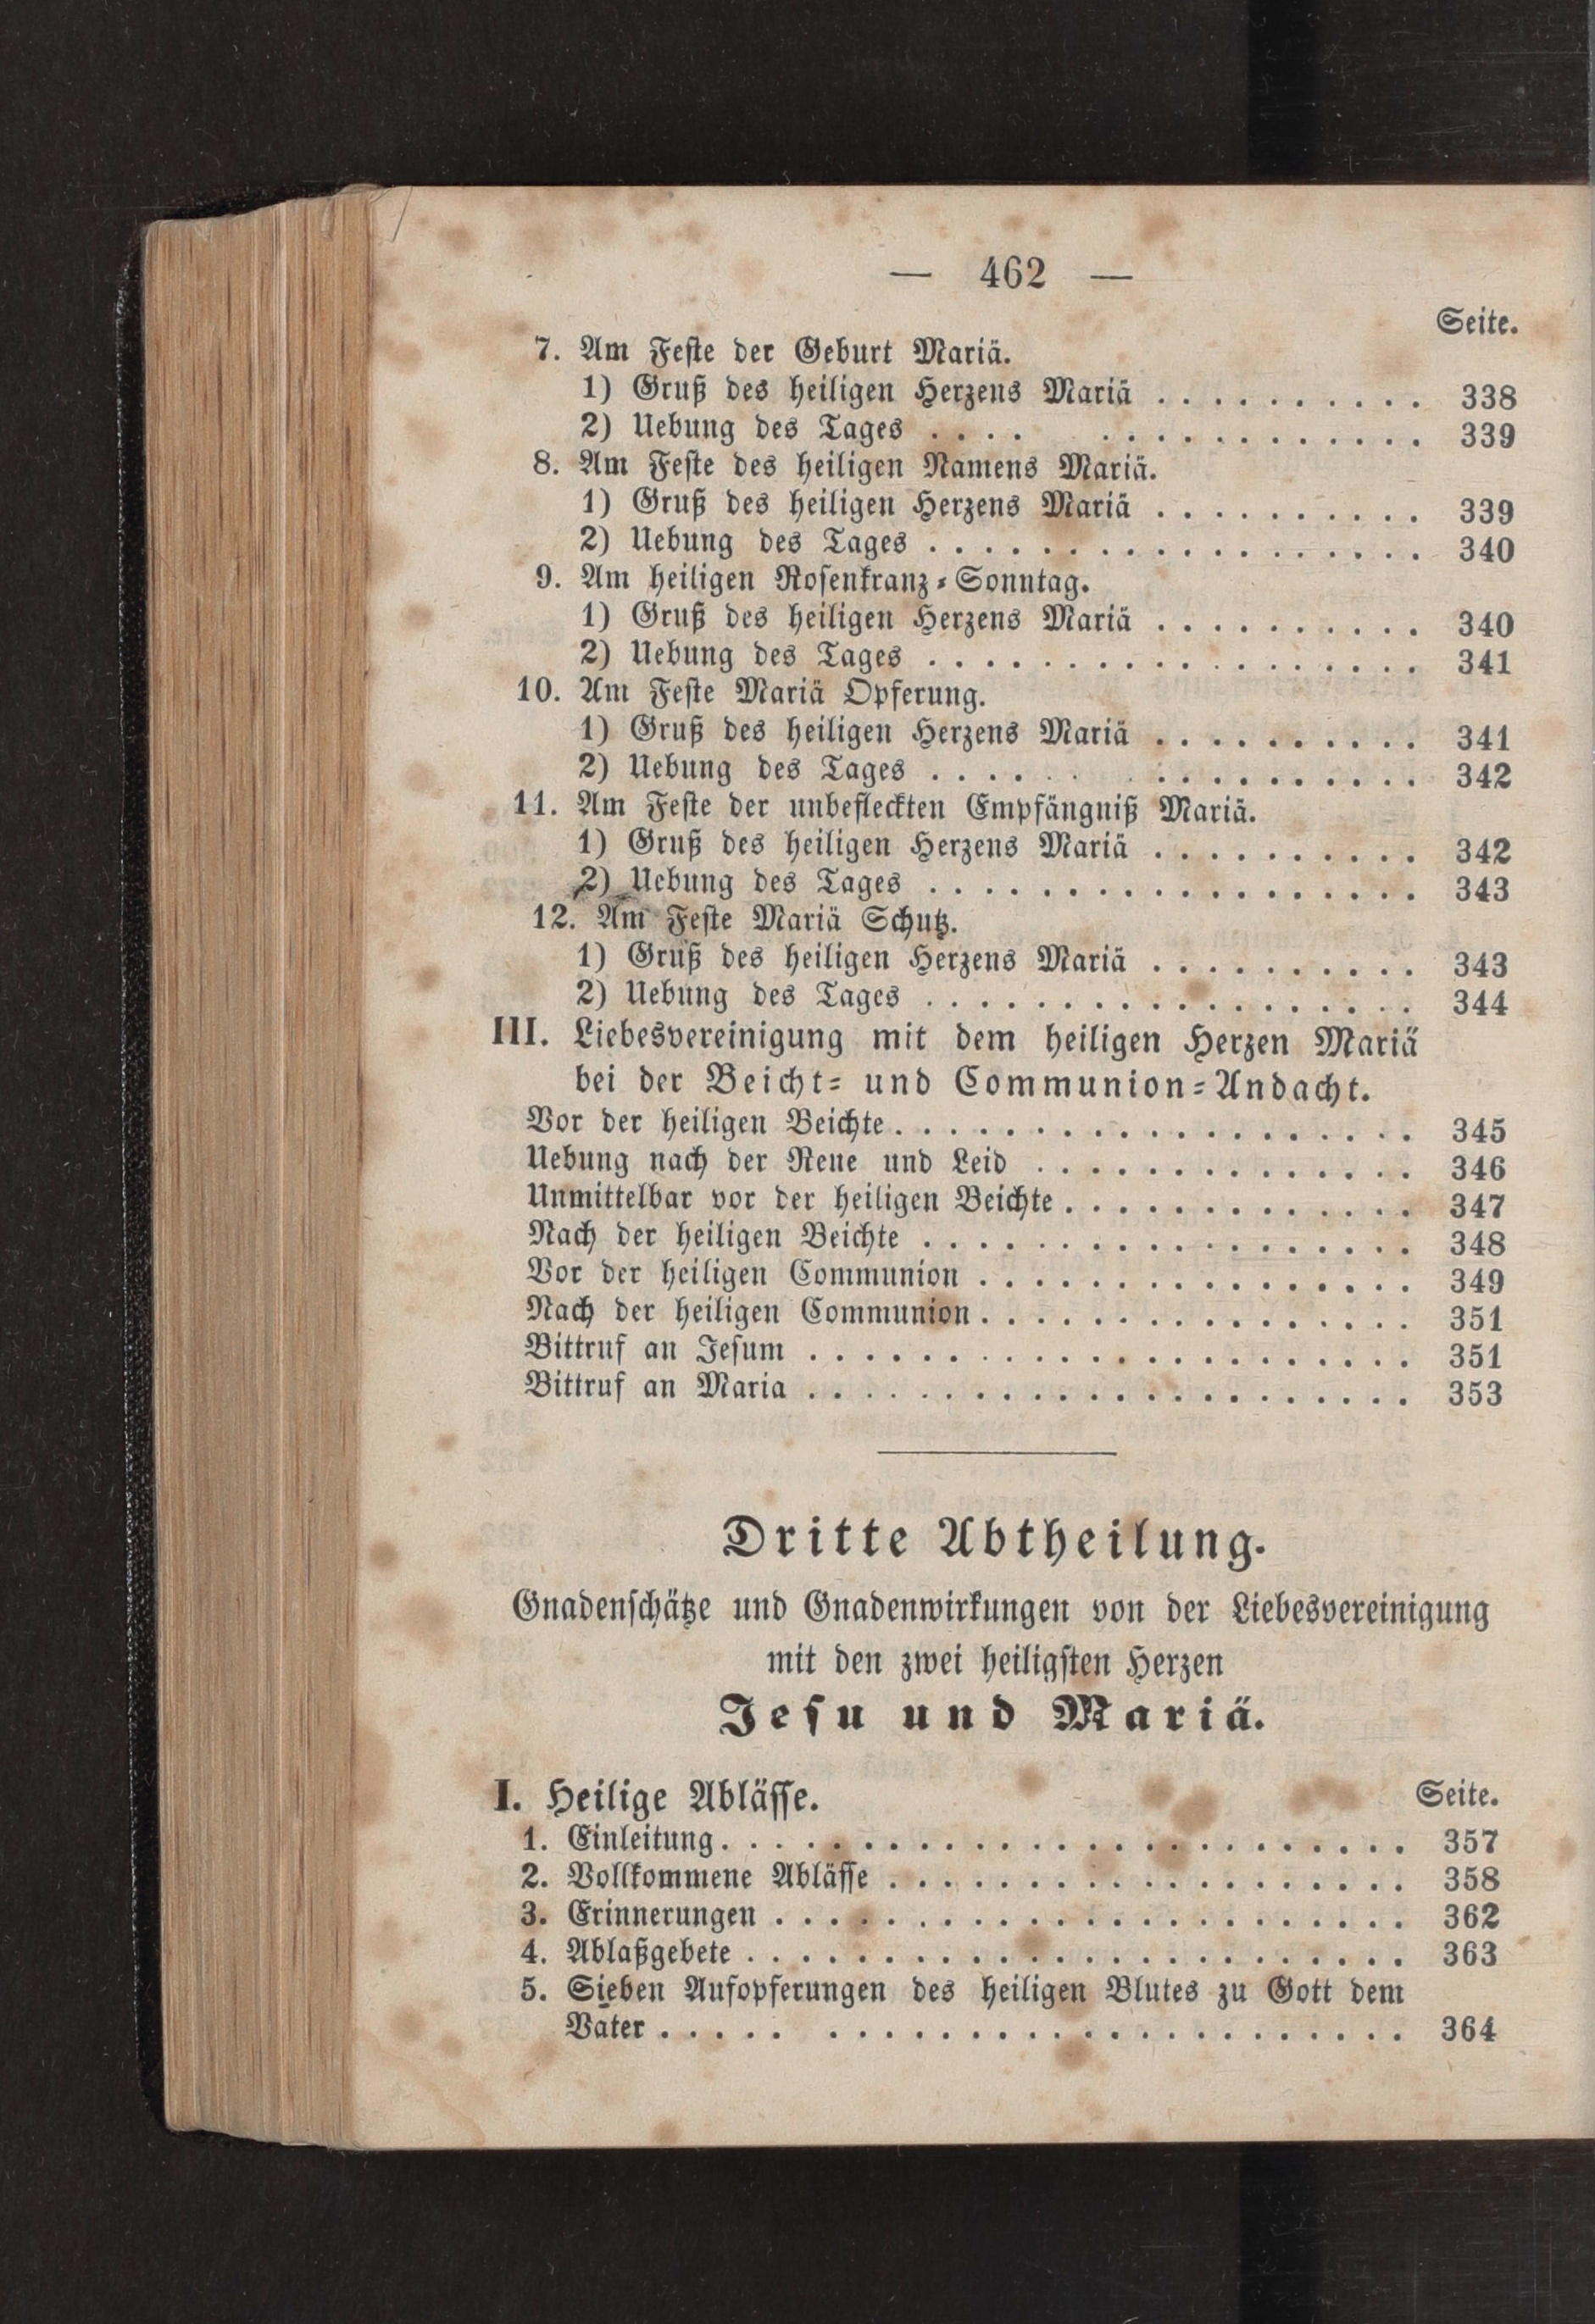 — 462 —
Seite.
7. Am Feste der Geburt Mariä.
1) Gruß des heiligen Herzens Mariä . . . . . . . . . . 338
2) Uebung des Tages . . . . . . . . . . . . . . . . 339
8. Am Feste des heiligen Namens Mariä.
1) Gruß des heiligen Herzens Mariä . . . . . . . . . . 339
2) Uebung des Tages . . . . . . . . . . . . . . . . . . 340
9. Am heiligen Rosenkranz-Sonntag.
1) Gruß des heiligen Herzens Mariä . . . . . . . . . . 340
2) Uebung des Tages . . . . . . . . . . . . . . . . . . 341
10. Am Feste Mariä Opferung.
1) Gruß des heiligen Herzens Mariä . . . . . . . . . . 341
2) Uebung des Tages . . . . . . . . . . . . . . . 342
11. Am Feste der unbefleckten Empfängniß Mariä.
1) Gruß des heiligen Herzens Mariä . . . . . . . . . . 342
2) Uebung des Tages . . . . . . . . . . . . . . . . . . 343
12. Am Feste Mariä Schutz.
1) Gruß des heiligen Herzens Mariä . . . . . . . . . . 343
2) Uebung des Tages . . . . . . . . . . . . . . . . . . 344
III. Liebesvereinigung mit dem heiligen Herzen Mariä
bei der Beicht- und Communion-Andacht.
Vor der heiligen Beichte . . . . . . . . . . . . . . . . . . . 345
Uebung nach der Reue und Leid . . . . . . . . . . . . . . 346
Unmittelbar vor der heiligen Beichte . . . . . . . . . . . . . 347
Nach der heiligen Beichte . . . . . . . . . . . . . . . . . . 348
Vor der heiligen Communion . . . . . . . . . . . . . . . . 349
Nach der heiligen Communion . . . . . . . . . . . . . . . . 351
Bittruf an Jesum . . . . . . . . . . . . . . . . . . . . . . 351
Bittruf an Maria . . . . . . . . . . . . . . . . . . . . . . 353
Dritte Abtheilung.
Gnadenschätze und Gnadenwirkungen von der Liebesvereinigung
mit den zwei heiligsten Herzen
Jesu und Mariä.
I. Heilige Ablässe. Seite.
1. Einleitung . . . . . . . . . . . . . . . . . . . . . . . . . 357
2. Vollkommene Ablässe . . . . . . . . . . . . . . . . . . . 358
3. Erinnerungen . . . . . . . . . . . . . . . . . . . . . . . 362
4. Ablaßgebete . . . . . . . . . . . . . . . . . . . . . . . . 363
5. Sieben Aufopferungen des heiligen Blutes zu Gott dem
Vater . . . . . . . . . . . . . . . . . . . . . . . . . . 364